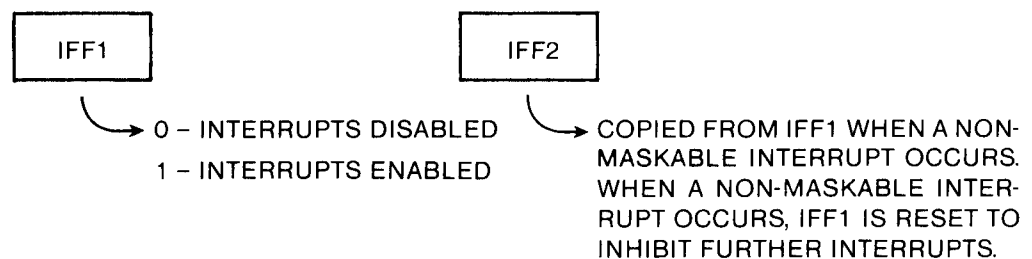 IFF1
IFF2
0 – INTERRUPTS DISABLED
1 – INTERRUPTS ENABLED
COPIED FROM IFF1 WHEN A NON-
MASKABLE INTERRUPT OCCURS.
WHEN A NON-MASKABLE INTER-
RUPT OCCURS, IFF1 IS RESET TO
INHIBIT FURTHER INTERRUPTS.